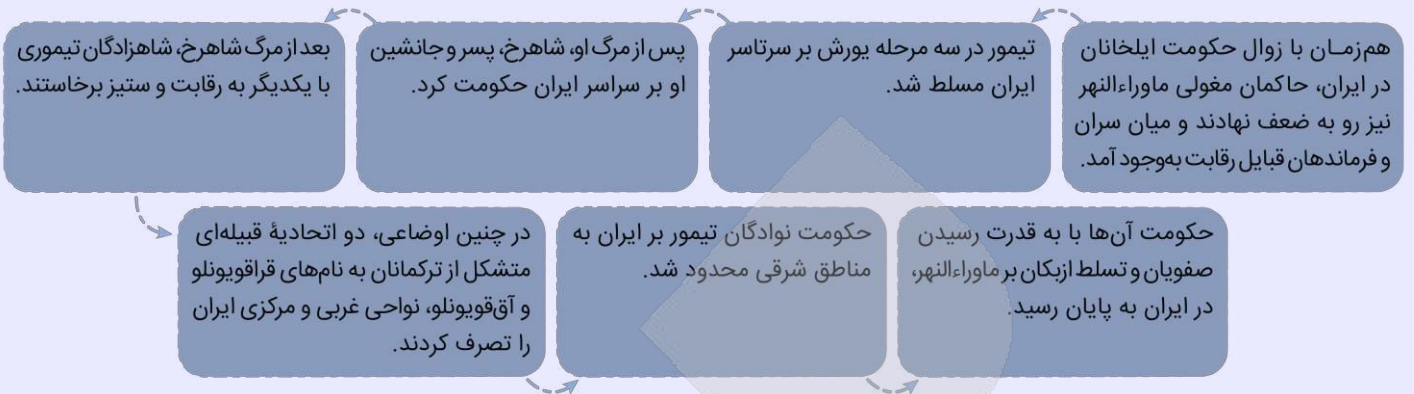 هم‌زمـان با زوال حکومت ایلخانان
در ایران، حاکمان مغولی ماوراءالنهر
نیز رو به ضعف نهادند و میان سران
و فرماندهان قبایل رقابت به‌وجود آمد.
تیمور در سه مرحله یورش بر سرتاسر
ایران مسلط شد.
پس از مرگ او، شاهرخ، پسر و جانشین
او بر سراسر ایران حکومت کرد.
بعد از مرگ شاهرخ، شاهزادگان تیموری
با یکدیگر به رقابت و ستیز برخاستند.
در چنین اوضاعی، دو اتحادیهٔ قبیله‌ای
متشکل از ترکمانان به نام‌های قراقویونلو
و آق‌قویونلو، نواحی غربی و مرکزی ایران
را تصرف کردند.
حکومت نوادگان تیمور بر ایران به
مناطق شرقی محدود شد.
حکومت آن‌ها با به قدرت رسیدن
صفویان و تسلط ازبکان بر ماوراءالنهر،
در ایران به پایان رسید.